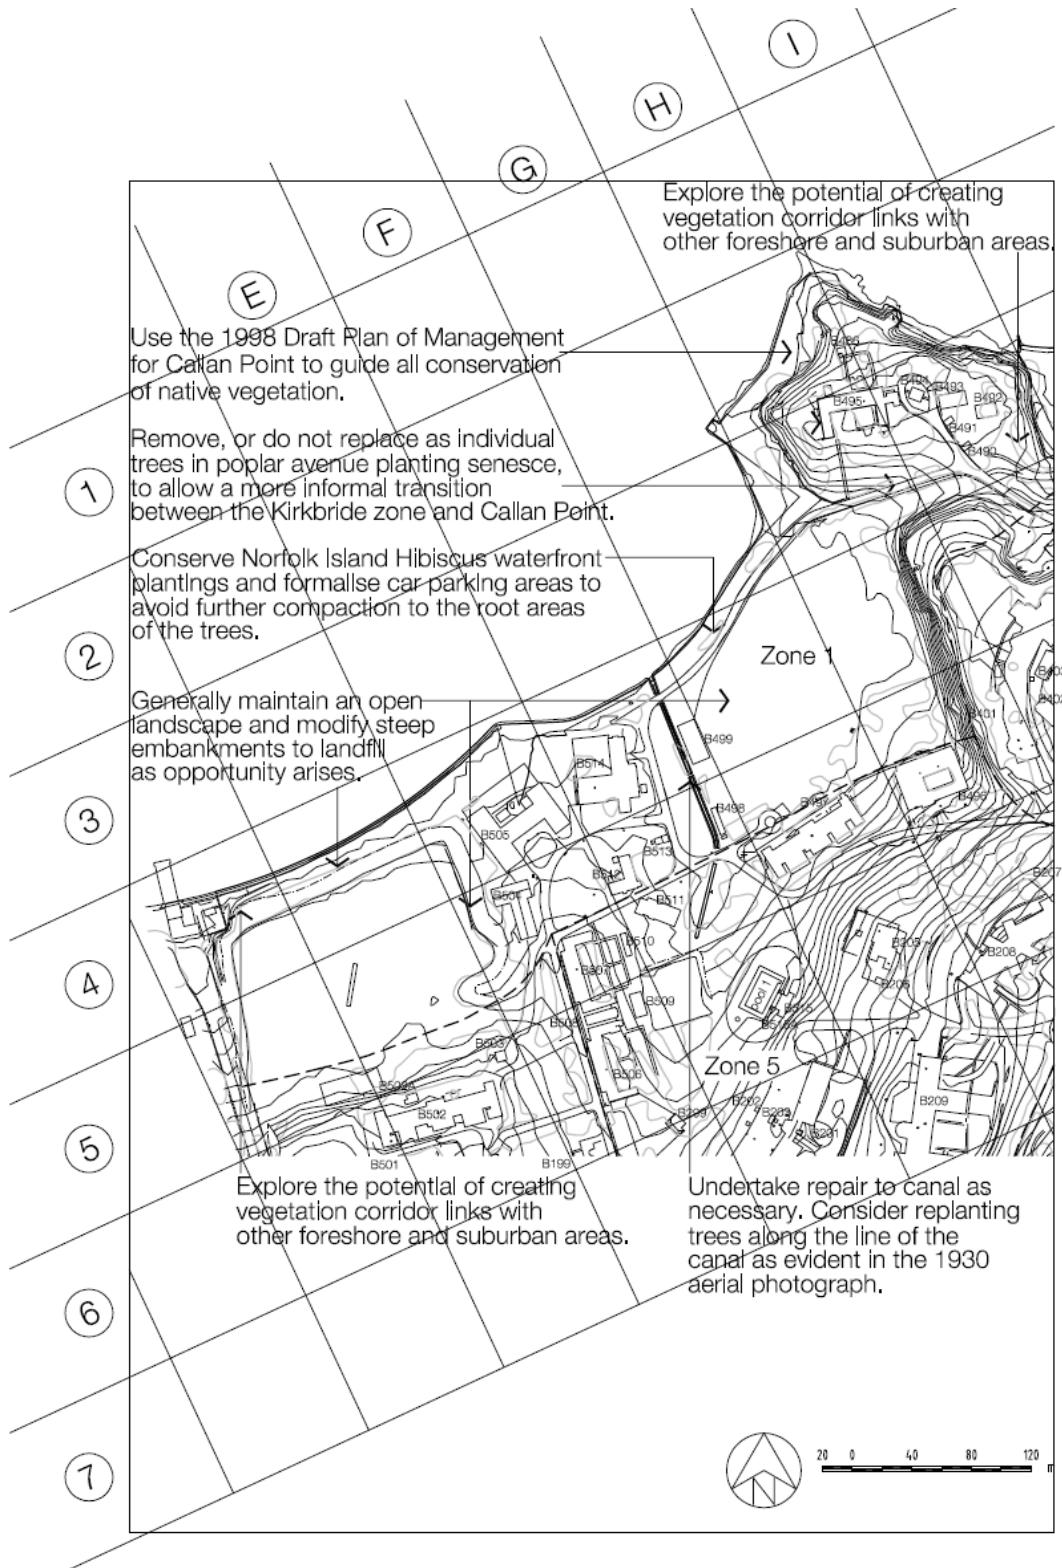 I
H
G
F
E
Explore the potential of creating
vegetation corridor links with
other foreshore and suburban areas.
Use the 1998 Draft Plan of Management
for Callan Point to guide all conservation
of native vegetation.
B495
B493
B492
B491
B490
Remove, or do not replace as individual
trees in poplar avenue planting senesce,
to allow a more informal transition
between the Kirkbride zone and Callan Point.
1
Conserve Norfolk Island Hibiscus waterfront
plantings and formalise car parking areas to
avoid further compaction to the root areas
of the trees.
2
Zone 1
Generally maintain an open
landscape and modify steep
embankments to landfill
as opportunity arises.
B401
B499
B514
B498
B497
B496
3
B505
B513
B512
B511
B207
B510
B205
B208
B206
B507
B509
4
pool 1
B503
B506
Zone 5
B502
B202
B203
B201
B209
B209
5
B501
B199
Explore the potential of creating
vegetation corridor links with
other foreshore and suburban areas.
Undertake repair to canal as
necessary. Consider replanting
trees along the line of the
canal as evident in the 1930
aerial photograph.
6
7
N
20 0 40 80 120 m